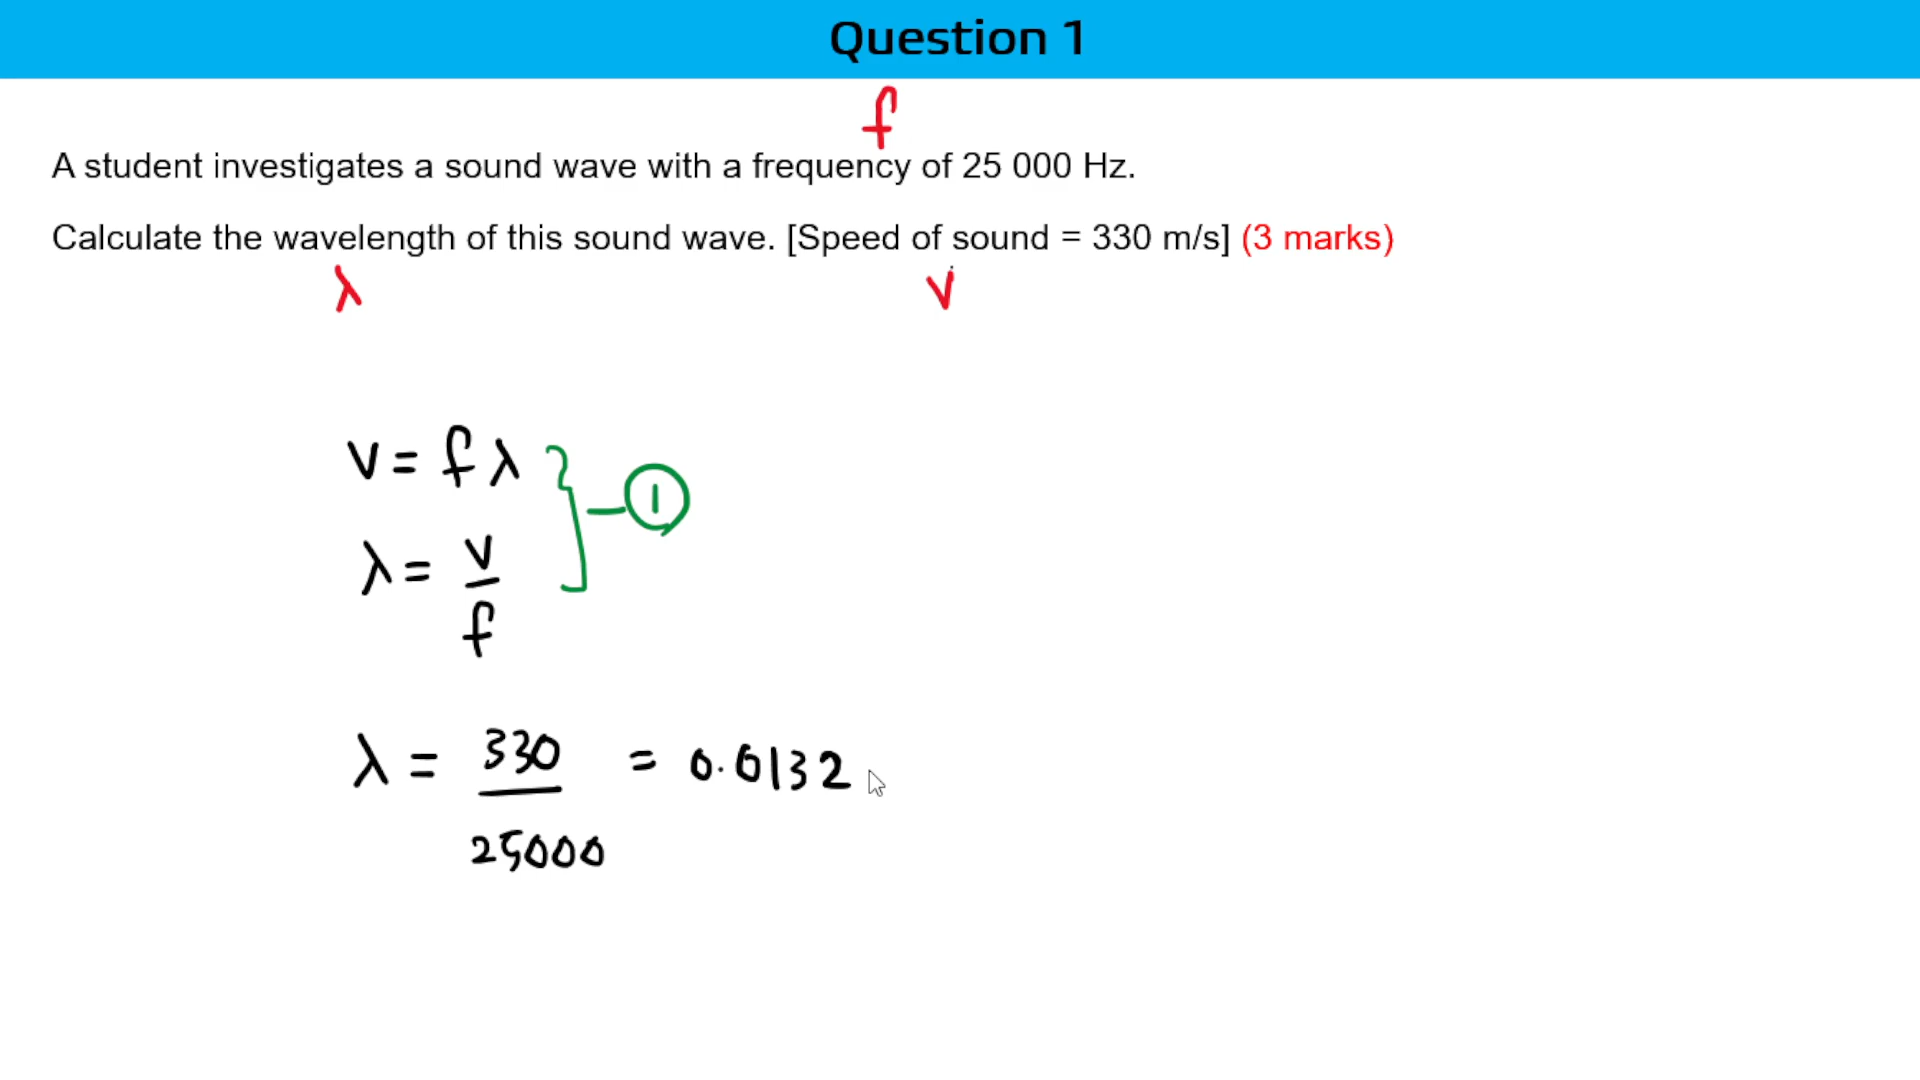 Question 1
f
A student investigates a sound wave with a frequency of 25 000 Hz.
Calculate the wavelength of this sound wave. [Speed of sound = 330 m/s] (3 marks)
λ v
v = fλ
1
λ = v/f
λ = 330/25000 = 0.0132